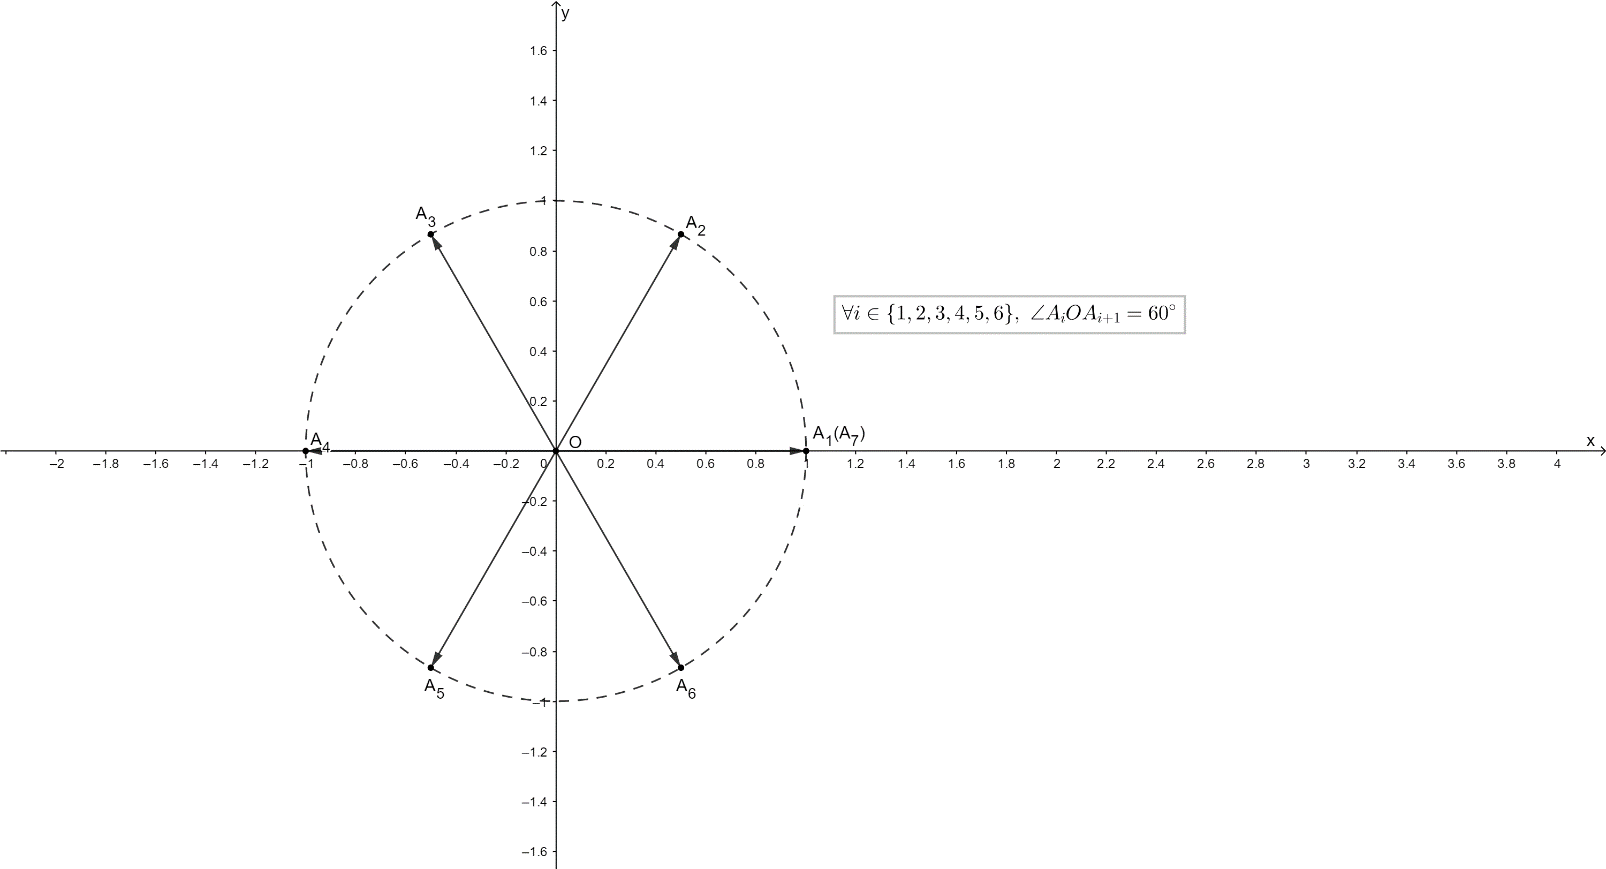 y
1.6
1.4
1.2
1
A₃
A₂
0.8
0.6
∀i ∈ {1, 2, 3, 4, 5, 6}, ∠AᵢOAᵢ₊₁ = 60°
0.4
0.2
A₄ O A₁(A₇) x
–2 –1.8 –1.6 –1.4 –1.2 –1 –0.8 –0.6 –0.4 –0.2 0 0.2 0.4 0.6 0.8 1 1.2 1.4 1.6 1.8 2 2.2 2.4 2.6 2.8 3 3.2 3.4 3.6 3.8 4
–0.2
–0.4
–0.6
–0.8
A₅ A₆
–1
–1.2
–1.4
–1.6